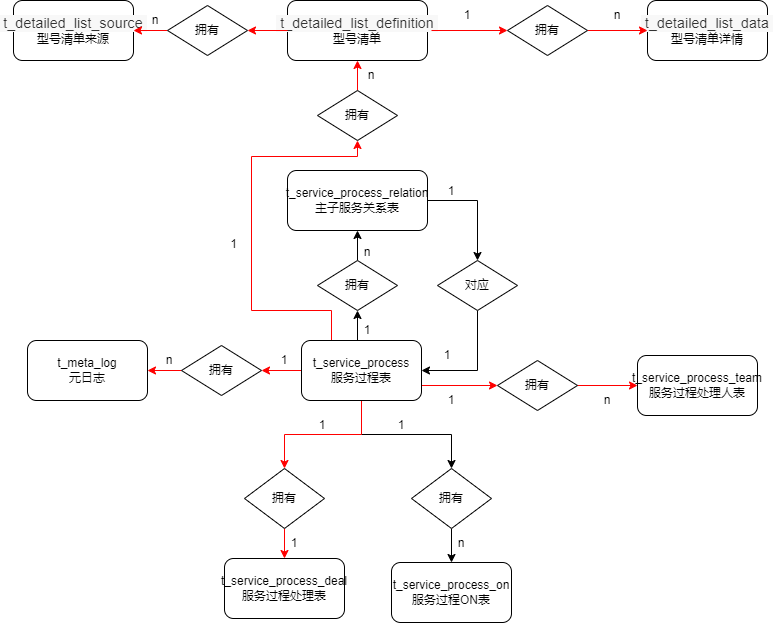 t_detailed_list_source
型号清单来源
n
拥有
t_detailed_list_definition
型号清单
1
拥有
n
t_detailed_list_data
型号清单详情
n
拥有
1
t_service_process_relation
主子服务关系表
1
n
拥有
对应
1
1
t_meta_log
元日志
n
拥有
1
t_service_process
服务过程表
1
拥有
n
t_service_process_team
服务过程处理人表
1
1
拥有
拥有
1
n
t_service_process_deal
服务过程处理表
t_service_process_on
服务过程ON表